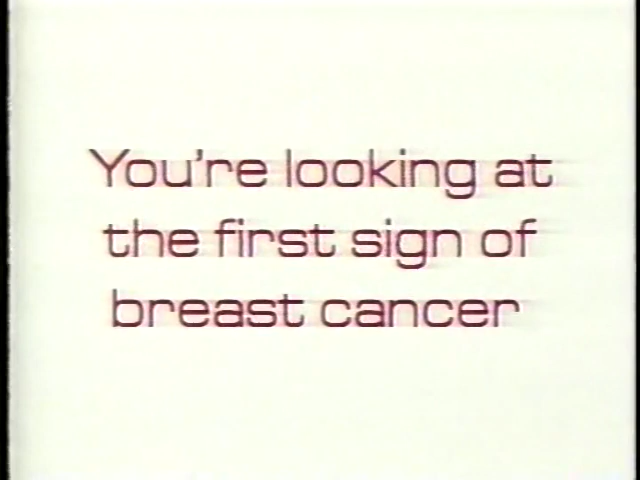 You're looking at
the first sign of
breast cancer